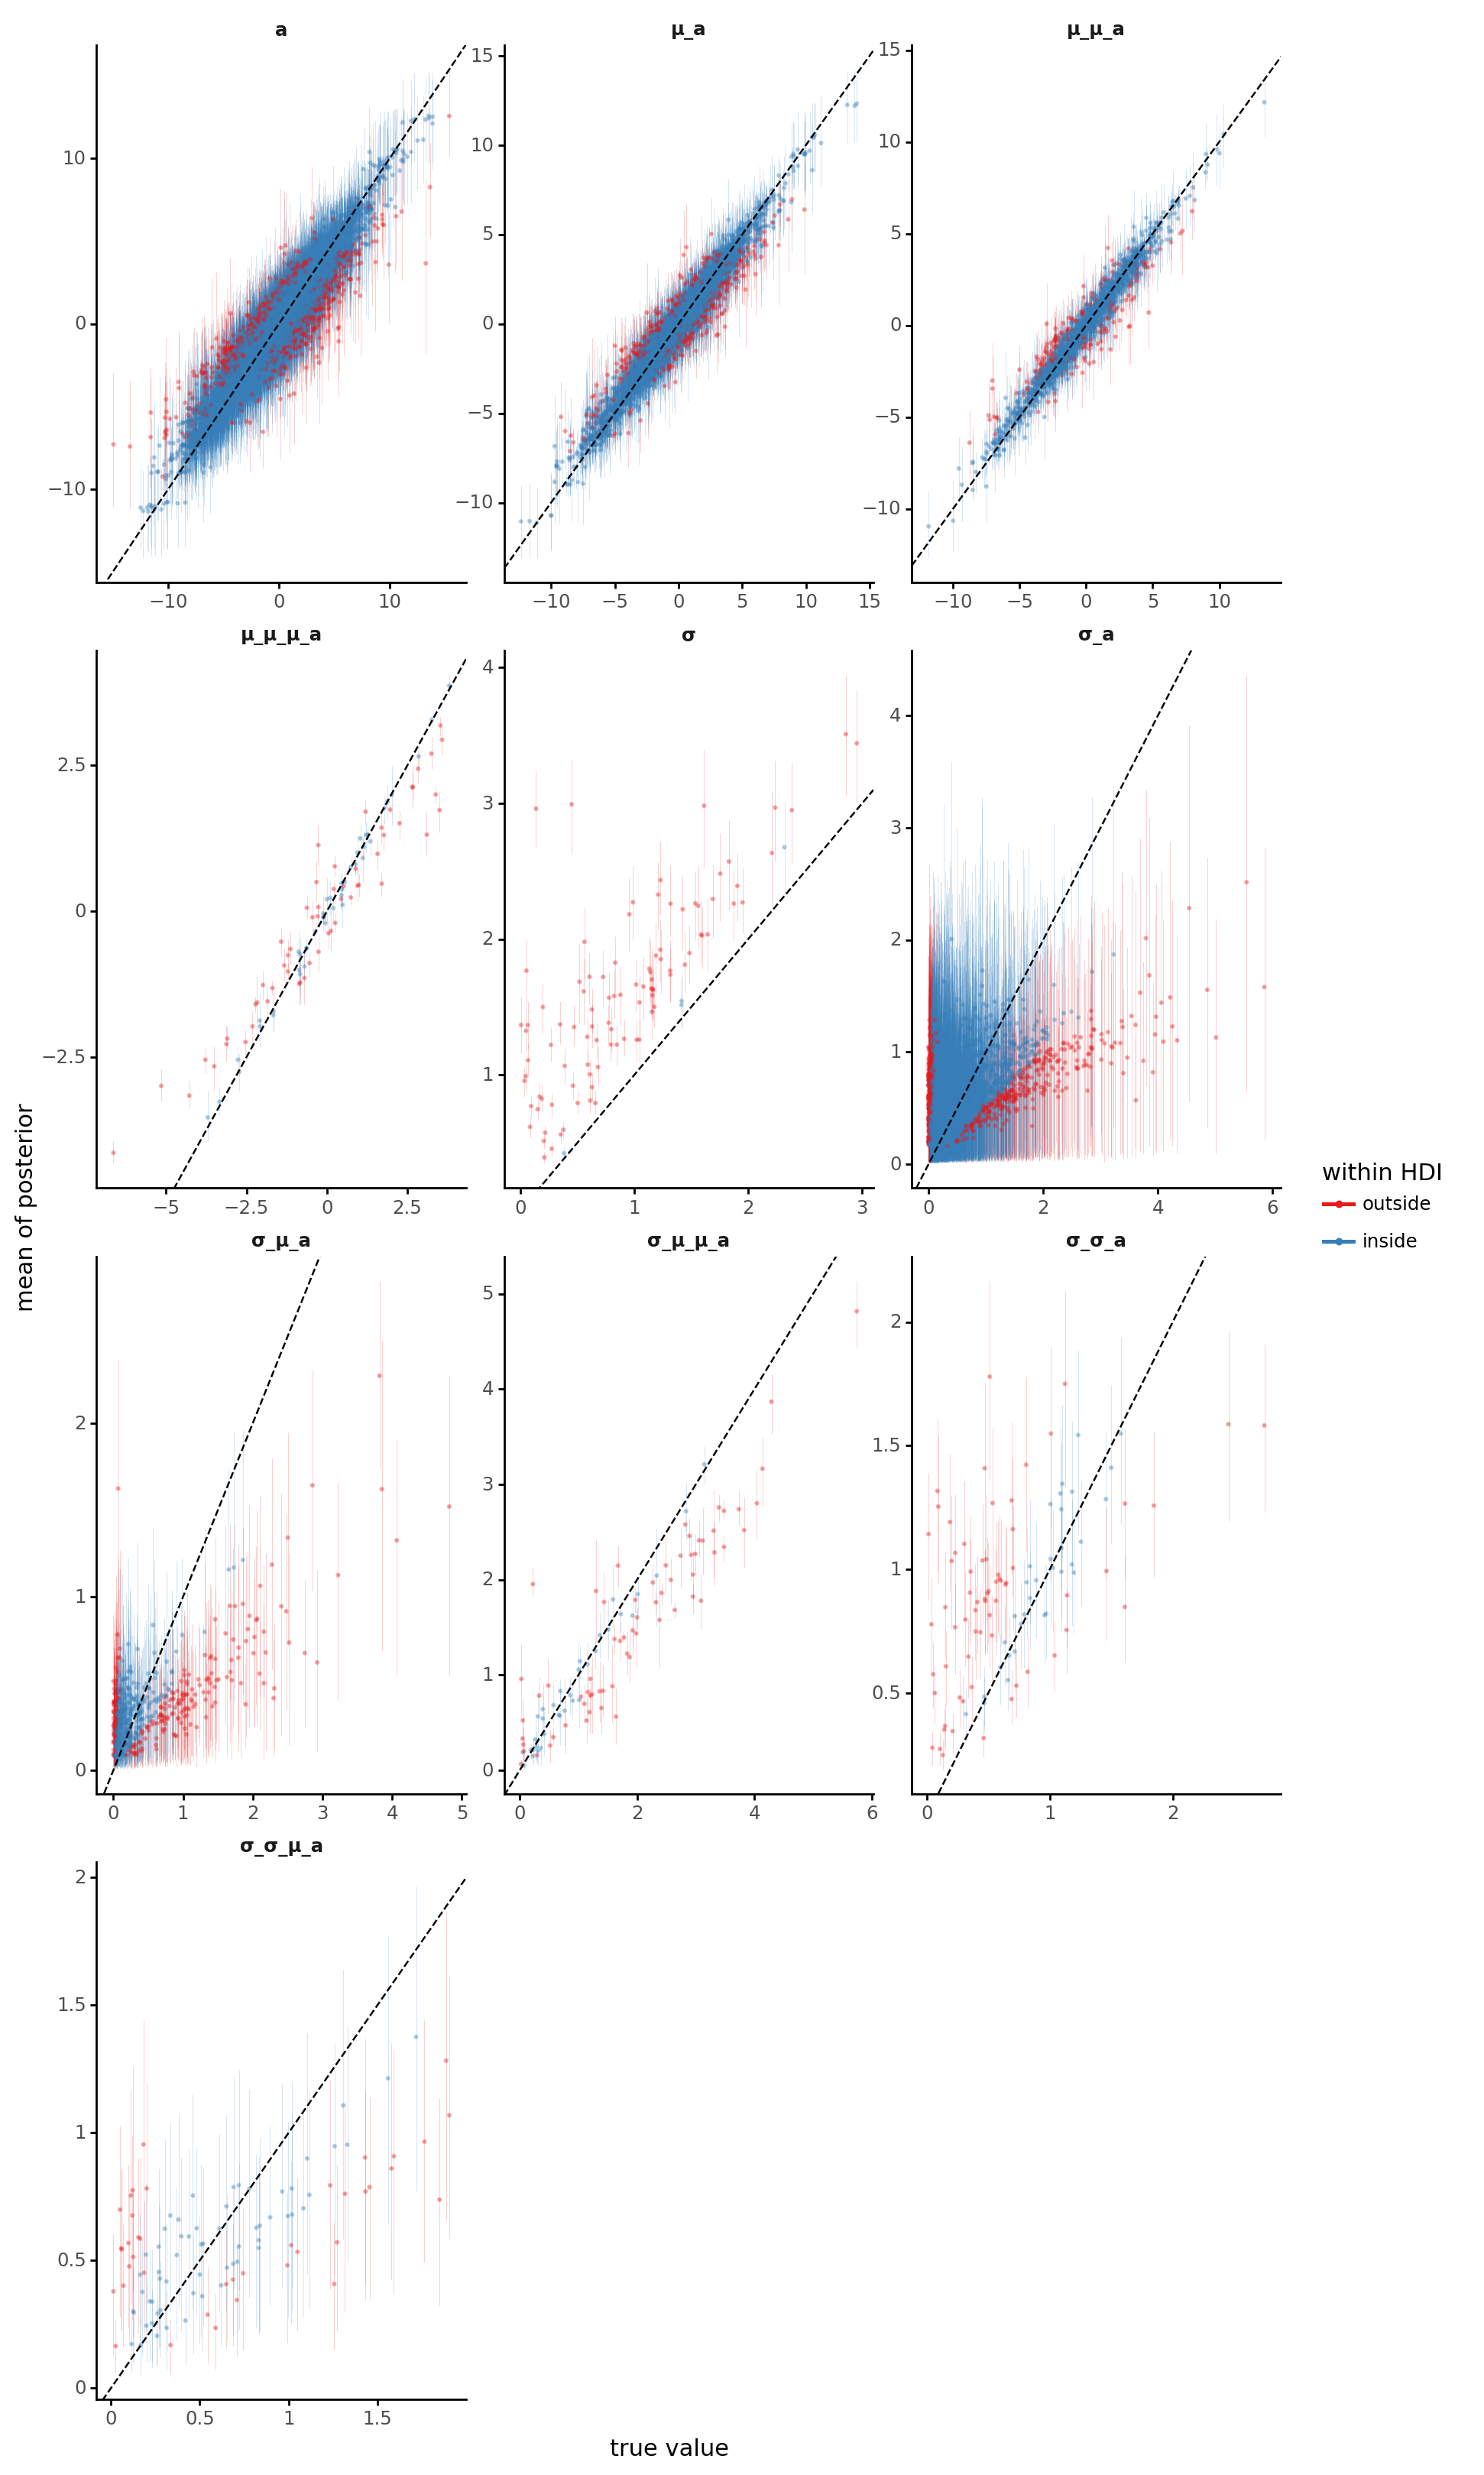 a μ_a μ_μ_a
10 0 −10
15 10 5 0 −5 −10
15 10 5 0 −5 −10
−10 0 10
−10 −5 0 5 10 15
−10 −5 0 5 10
μ_μ_μ_a σ σ_a
2.5 0 −2.5
4 3 2 1
4 3 2 1 0
−5 −2.5 0 2.5
0 1 2 3
0 2 4 6
mean of posterior
within HDI
outside
inside
σ_μ_a σ_μ_μ_a σ_σ_a
2 1 0
5 4 3 2 1 0
2 1.5 1 0.5
0 1 2 3 4 5
0 2 4 6
0 1 2
σ_σ_μ_a
2 1.5 1 0.5 0
0 0.5 1 1.5
true value